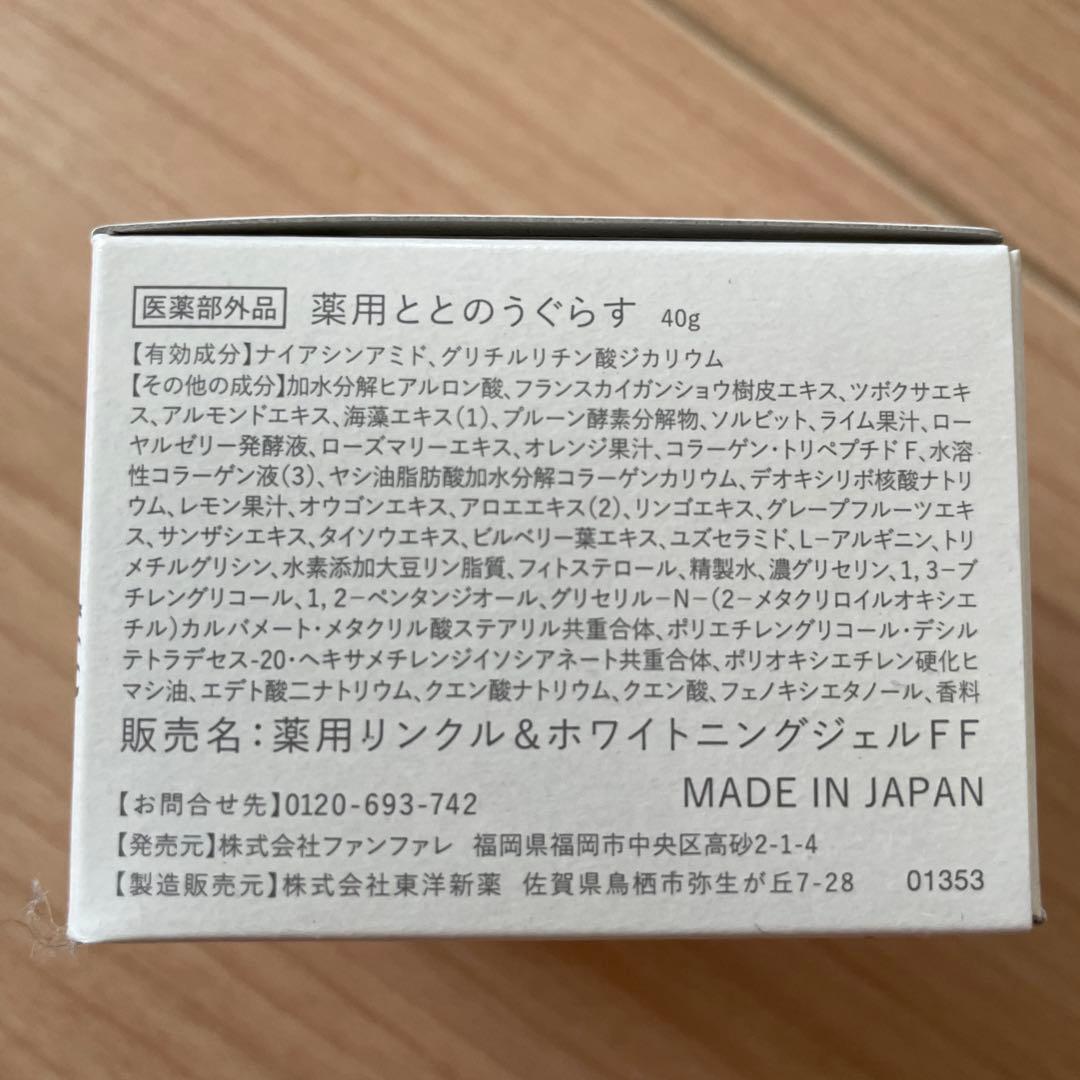 医薬部外品 薬用ととのうぐらす 40g
【有効成分】ナイアシンアミド、グリチルリチン酸ジカリウム
【その他の成分】加水分解ヒアルロン酸、フランスカイガンショウ樹皮エキス、ツボクサエキ
ス、アルモンドエキス、海藻エキス(1)、プルーン酵素分解物、ソルビット、ライム果汁、ロー
ヤルゼリー発酵液、ローズマリーエキス、オレンジ果汁、コラーゲン・トリペプチドF、水溶
性コラーゲン液(3)、ヤシ油脂肪酸加水分解コラーゲンカリウム、デオキシリボ核酸ナトリ
ウム、レモン果汁、オウゴンエキス、アロエエキス(2)、リンゴエキス、グレープフルーツエキ
ス、サンザシエキス、タイソウエキス、ビルベリー葉エキス、ユズセラミド、L-アルギニン、トリ
メチルグリシン、水素添加大豆リン脂質、フィトステロール、精製水、濃グリセリン、1,3-ブ
チレングリコール、1,2-ペンタンジオール、グリセリル-N-(2-メタクリロイルオキシエ
チル)カルバメート・メタクリル酸ステアリル共重合体、ポリエチレングリコール・デシル
テトラデセス-20・ヘキサメチレンジイソシアネート共重合体、ポリオキシエチレン硬化ヒ
マシ油、エデト酸二ナトリウム、クエン酸ナトリウム、クエン酸、フェノキシエタノール、香料
販売名：薬用リンクル＆ホワイトニングジェルFF
MADE IN JAPAN
【お問合せ先】0120-693-742
【発売元】株式会社ファンファレ 福岡県福岡市中央区高砂2-1-4
【製造販売元】株式会社東洋新薬 佐賀県鳥栖市弥生が丘7-28 01353